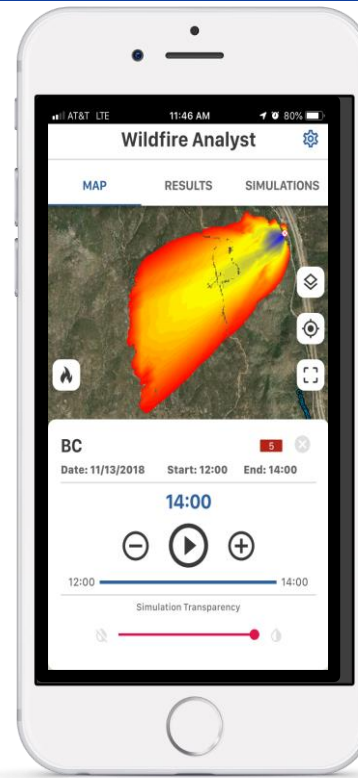 AT&T LTE 11:46 AM 80%
Wildfire Analyst
MAP RESULTS SIMULATIONS
BC 5
Date: 11/13/2018 Start: 12:00 End: 14:00
14:00
12:00 14:00
Simulation Transparency